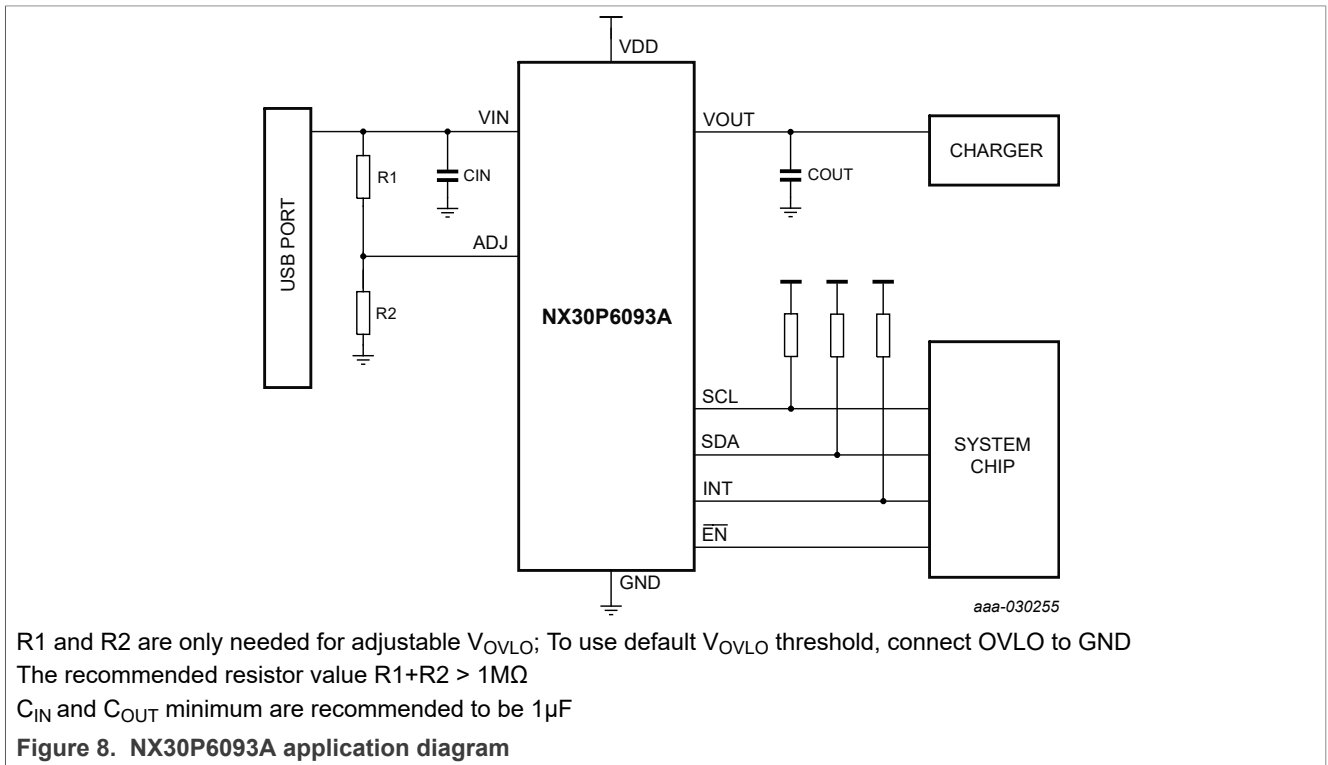 VDD
VIN
VOUT
CHARGER
R1
CIN
COUT
USB PORT
ADJ
R2
NX30P6093A
SCL
SDA
SYSTEM
CHIP
INT
EN
GND
aaa-030255
R1 and R2 are only needed for adjustable VOVLO; To use default VOVLO threshold, connect OVLO to GND
The recommended resistor value R1+R2 > 1MΩ
CIN and COUT minimum are recommended to be 1µF
Figure 8. NX30P6093A application diagram